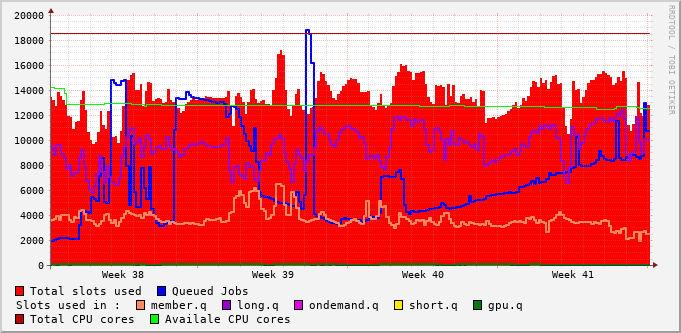 RRDTOOL / TOBI OETIKER
20000
18000
16000
14000
12000
10000
8000
6000
4000
2000
0
Week 38 Week 39 Week 40 Week 41
Total slots used Queued Jobs
Slots used in : member.q long.q ondemand.q short.q gpu.q
Total CPU cores Availale CPU cores